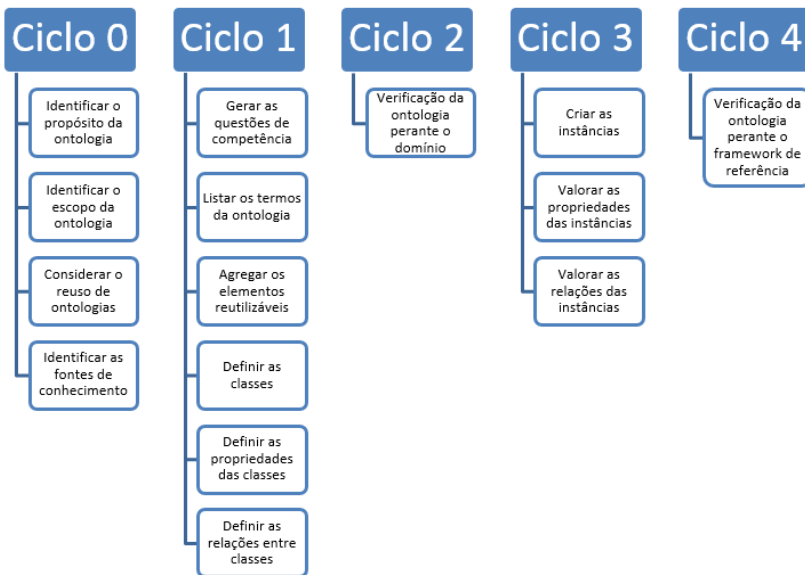 Ciclo 0
Identificar o
propósito da
ontologia
Identificar o
escopo da
ontologia
Considerar o
reuso de
ontologias
Identificar as
fontes de
conhecimento
Ciclo 1
Gerar as
questões de
competência
Listar os termos
da ontologia
Agregar os
elementos
reutilizáveis
Definir as
classes
Definir as
propriedades
das classes
Definir as
relações entre
classes
Ciclo 2
Verificação da
ontologia
perante o
domínio
Ciclo 3
Criar as
instâncias
Valorar as
propriedades
das instâncias
Valorar as
relações das
instâncias
Ciclo 4
Verificação da
ontologia
perante o
framework de
referência